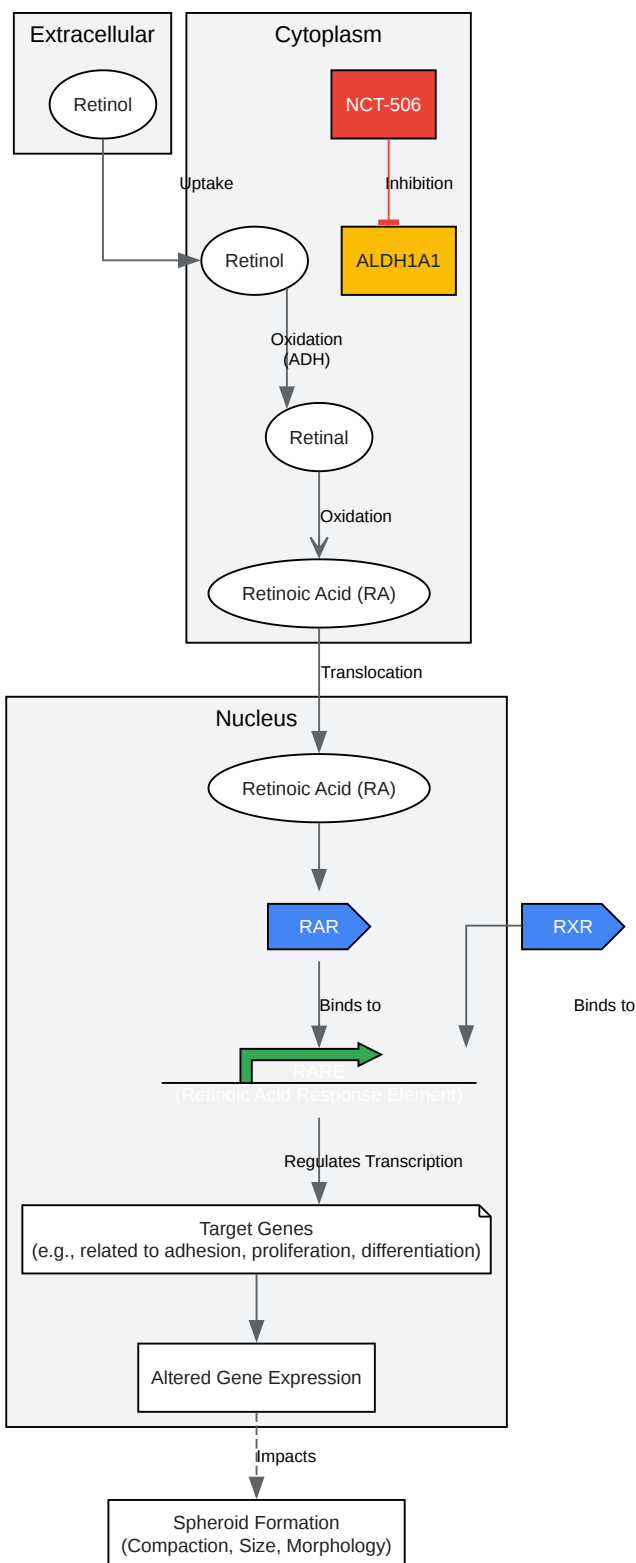 Extracellular
Cytoplasm
Retinol
NCT-506
Uptake
Inhibition
Retinol
ALDH1A1
Oxidation
(ADH)
Retinal
Oxidation
Retinoic Acid (RA)
Translocation
Nucleus
Retinoic Acid (RA)
RAR
RXR
Binds to
Binds to
RARE
(Retinoic Acid Response Element)
Regulates Transcription
Target Genes
(e.g., related to adhesion, proliferation, differentiation)
Altered Gene Expression
Impacts
Spheroid Formation
(Compaction, Size, Morphology)